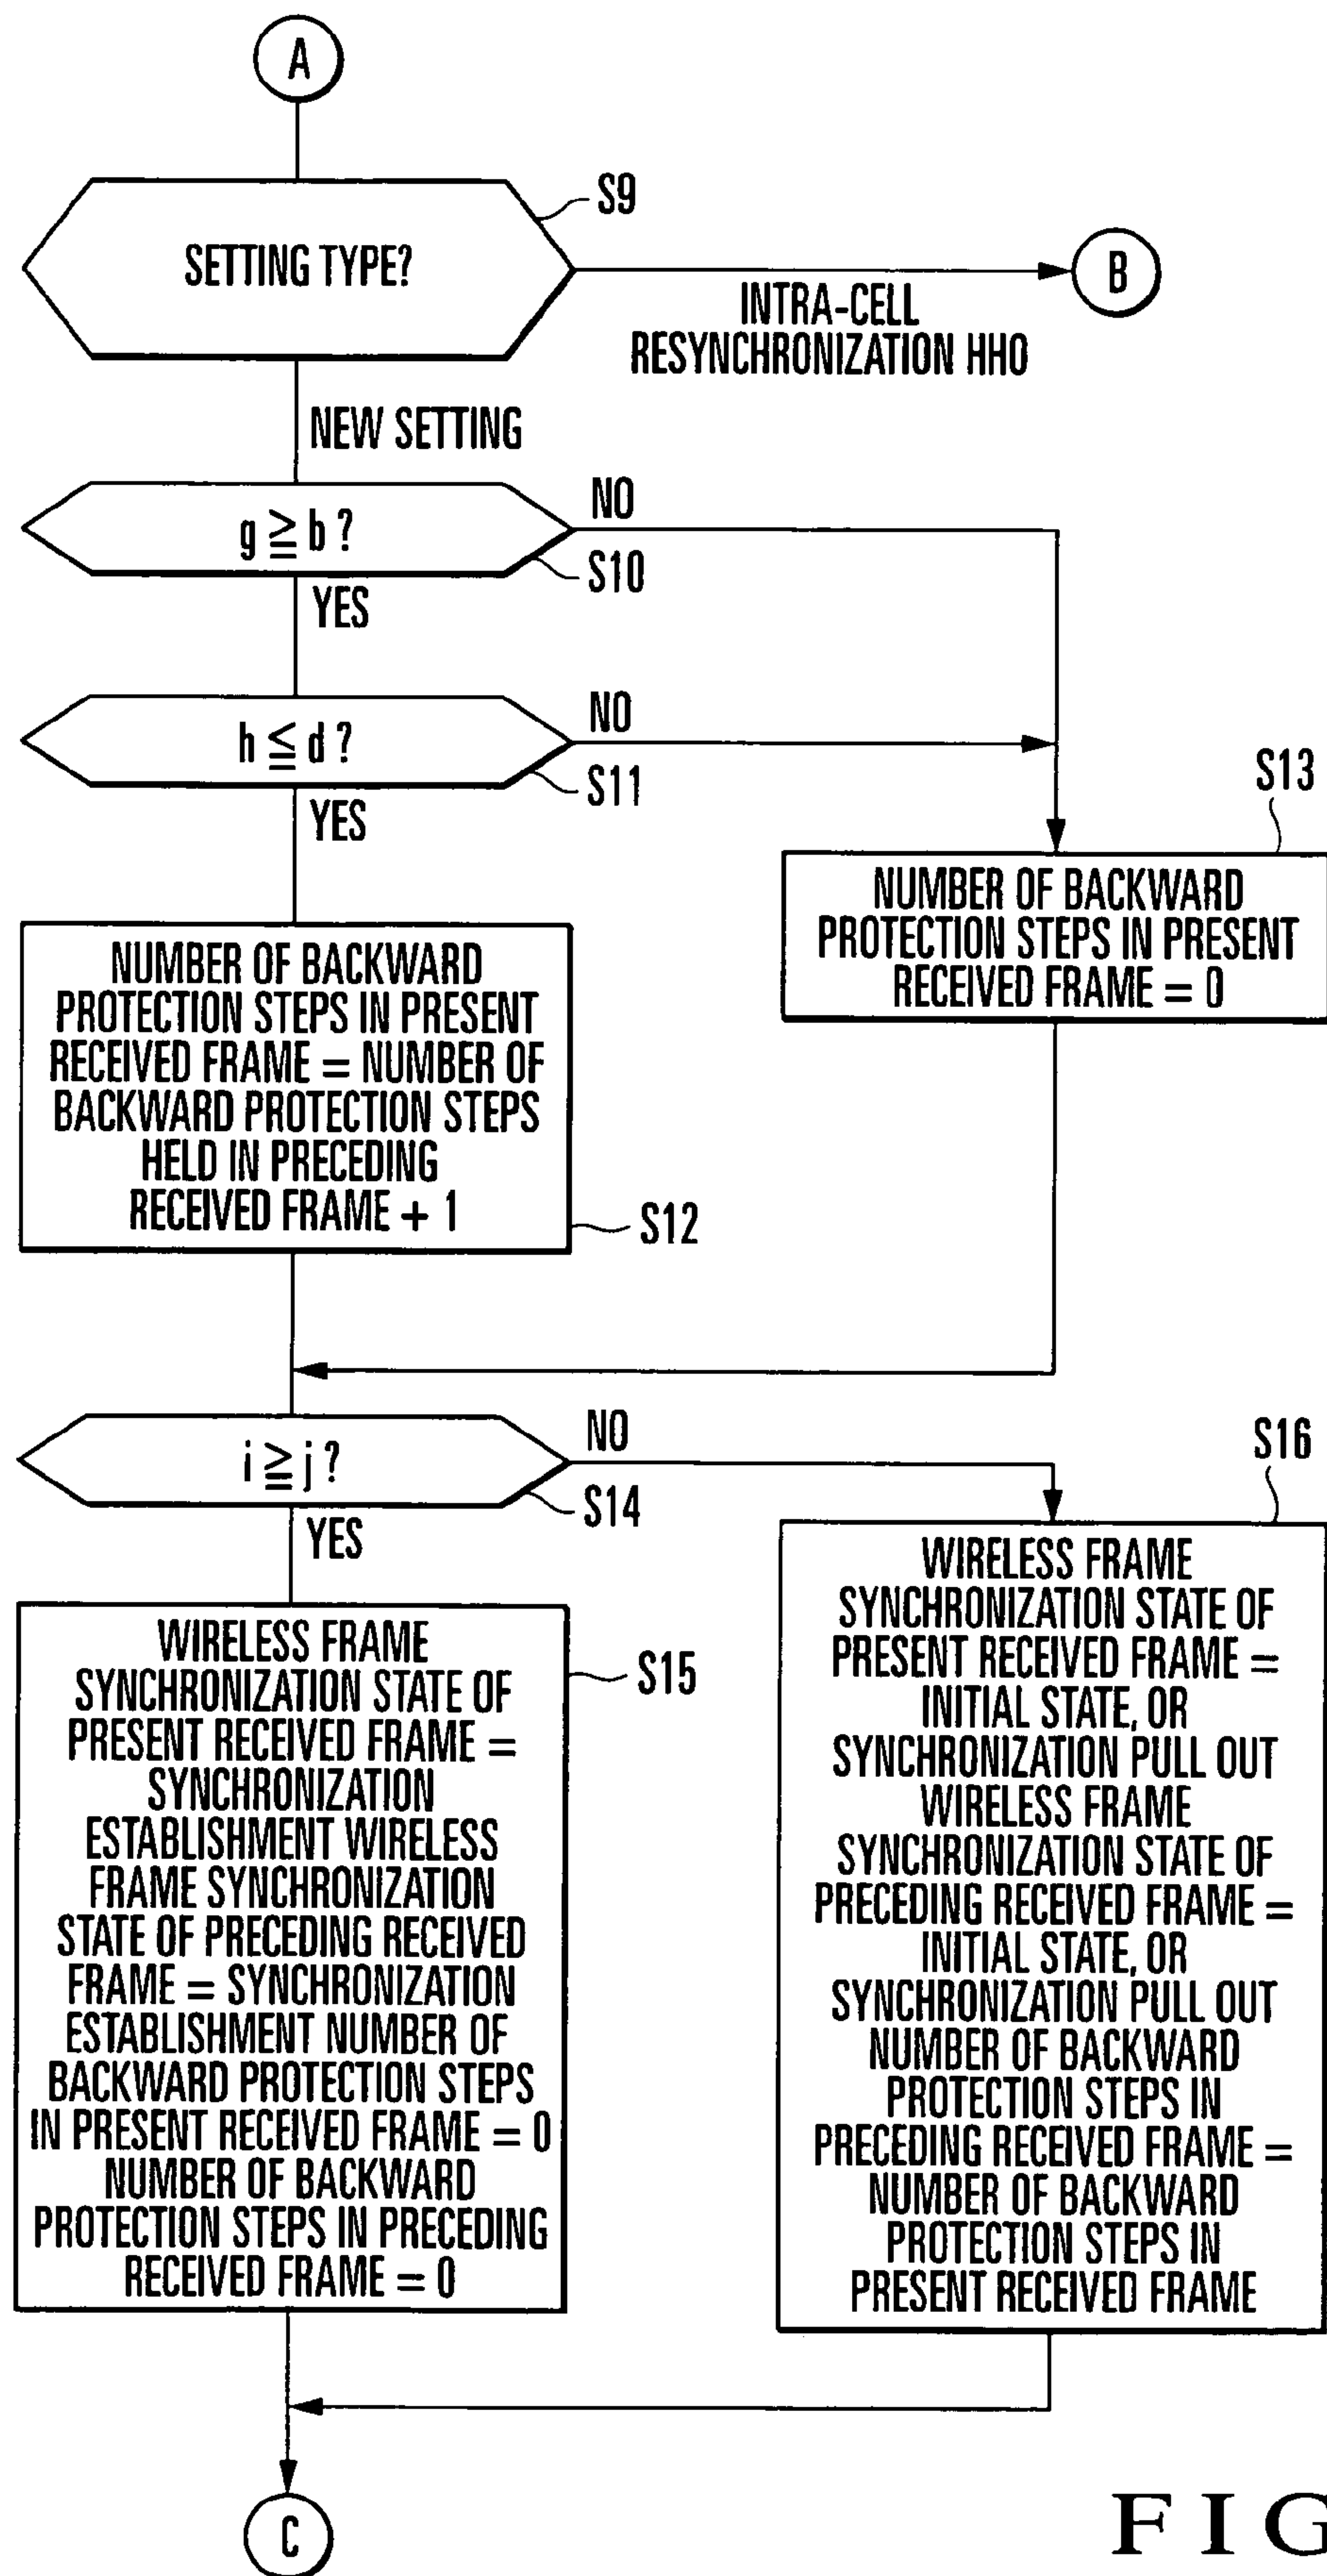 A
S9
SETTING TYPE?
B
INTRA-CELL
RESYNCHRONIZATION HHO
NEW SETTING
g ≧ b ?
NO
S10
YES
h ≦ d ?
NO
S11
YES
S13
NUMBER OF BACKWARD
PROTECTION STEPS IN PRESENT
RECEIVED FRAME = 0
NUMBER OF BACKWARD
PROTECTION STEPS IN PRESENT
RECEIVED FRAME = NUMBER OF
BACKWARD PROTECTION STEPS
HELD IN PRECEDING
RECEIVED FRAME + 1
S12
i ≧ j ?
NO
S14
YES
S16
WIRELESS FRAME
SYNCHRONIZATION STATE OF
PRESENT RECEIVED FRAME =
SYNCHRONIZATION
ESTABLISHMENT WIRELESS
FRAME SYNCHRONIZATION
STATE OF PRECEDING RECEIVED
FRAME = SYNCHRONIZATION
ESTABLISHMENT NUMBER OF
BACKWARD PROTECTION STEPS
IN PRESENT RECEIVED FRAME = 0
NUMBER OF BACKWARD
PROTECTION STEPS IN PRECEDING
RECEIVED FRAME = 0
S15
WIRELESS FRAME
SYNCHRONIZATION STATE OF
PRESENT RECEIVED FRAME =
INITIAL STATE, OR
SYNCHRONIZATION PULL OUT
WIRELESS FRAME
SYNCHRONIZATION STATE OF
PRECEDING RECEIVED FRAME =
INITIAL STATE, OR
SYNCHRONIZATION PULL OUT
NUMBER OF BACKWARD
PROTECTION STEPS IN
PRECEDING RECEIVED FRAME =
NUMBER OF BACKWARD
PROTECTION STEPS IN
PRESENT RECEIVED FRAME
C
FIG